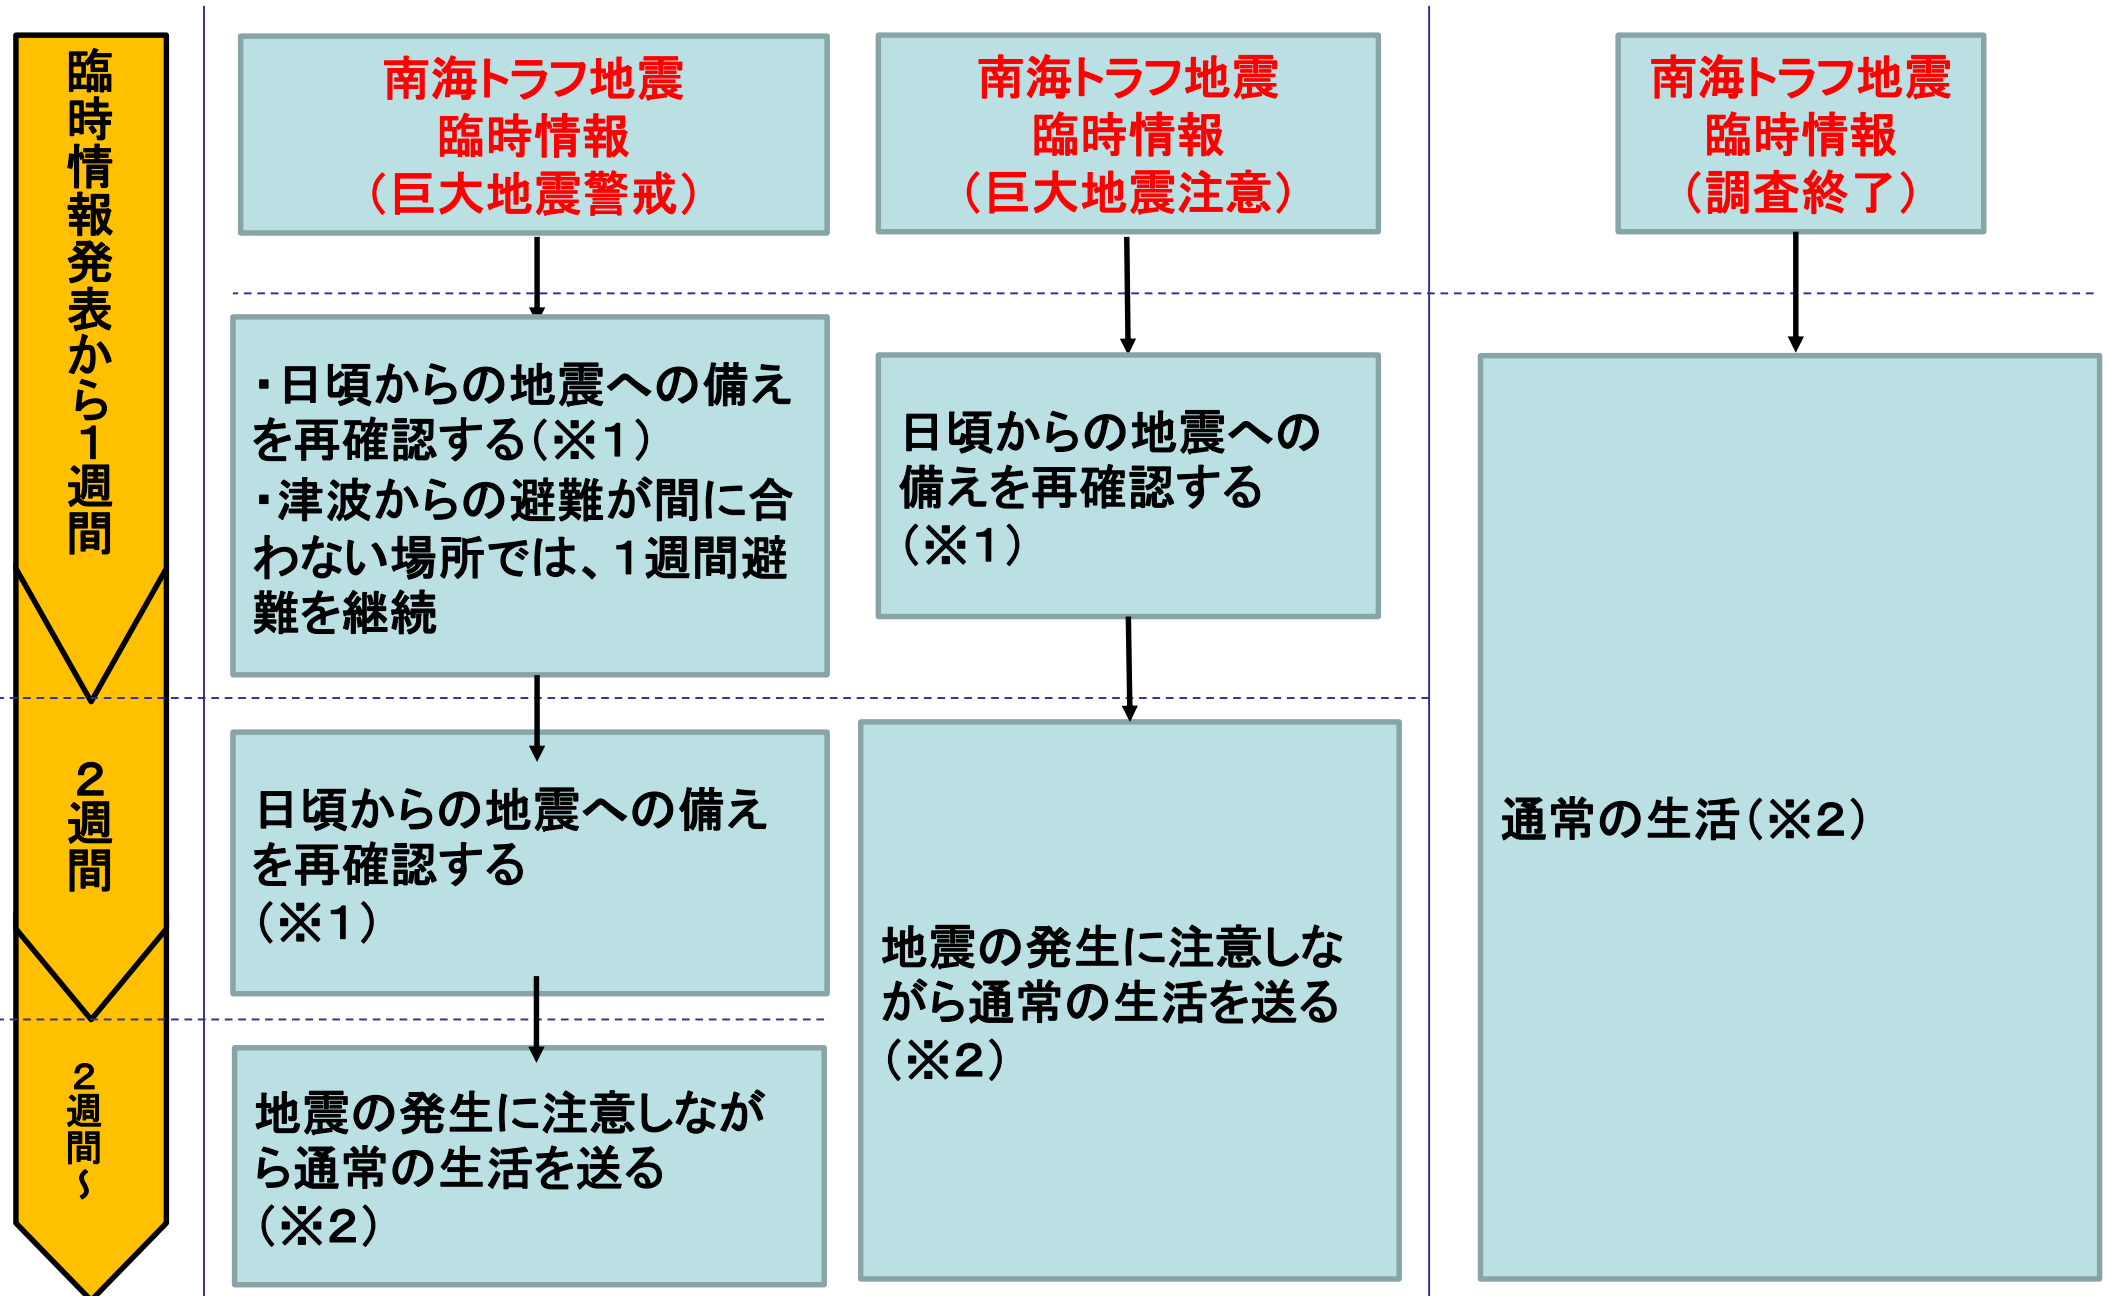 臨時情報発表から１週間
２週間
２週間～
南海トラフ地震
臨時情報
（巨大地震警戒）
・日頃からの地震への備え
を再確認する（※１）
・津波からの避難が間に合
わない場所では、１週間避
難を継続
日頃からの地震への備え
を再確認する
（※１）
地震の発生に注意しなが
ら通常の生活を送る
（※２）
南海トラフ地震
臨時情報
（巨大地震注意）
日頃からの地震への
備えを再確認する
（※１）
地震の発生に注意しな
がら通常の生活を送る
（※２）
南海トラフ地震
臨時情報
（調査終了）
通常の生活（※２）